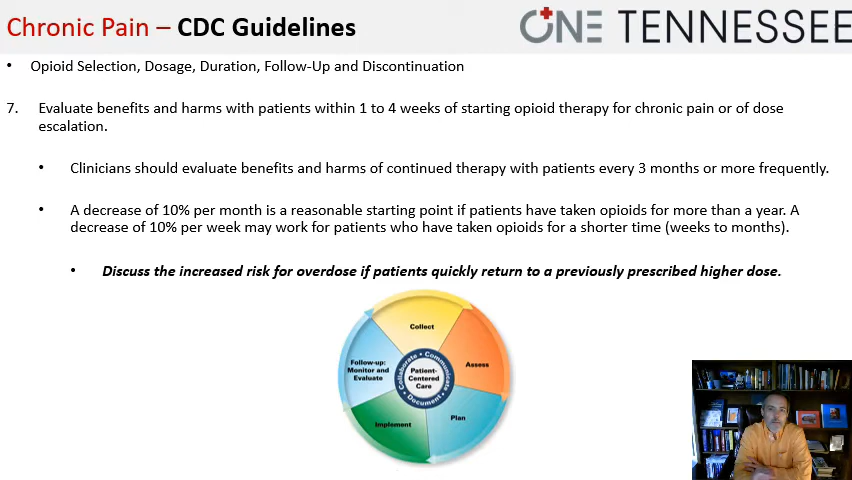 Chronic Pain – CDC Guidelines
ONE TENNESSEE
• Opioid Selection, Dosage, Duration, Follow-Up and Discontinuation
7. Evaluate benefits and harms with patients within 1 to 4 weeks of starting opioid therapy for chronic pain or of dose
escalation.
• Clinicians should evaluate benefits and harms of continued therapy with patients every 3 months or more frequently.
• A decrease of 10% per month is a reasonable starting point if patients have taken opioids for more than a year. A
decrease of 10% per week may work for patients who have taken opioids for a shorter time (weeks to months).
• Discuss the increased risk for overdose if patients quickly return to a previously prescribed higher dose.
Collect
Assess
Plan
Implement
Follow-up:
Monitor and
Evaluate
Collaborate • Communicate • Document •
Patient-
Centered
Care